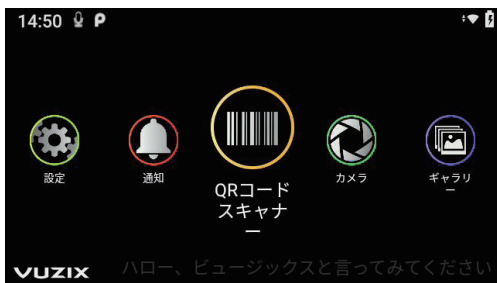 14:50
設定
通知
QRコード
スキャナ
ー
カメラ
ギャラリ
ー
VUZIX
ハロー、ビュージックスと言ってみてください